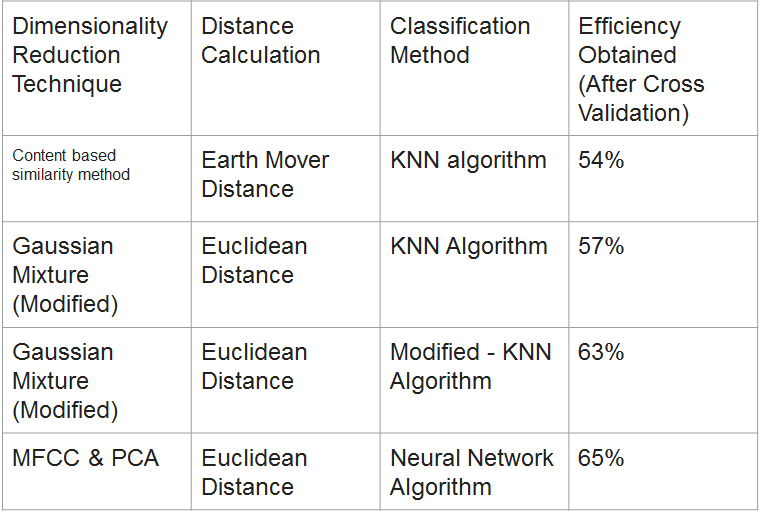 Dimensionality
Reduction
Technique
Distance
Calculation
Classification
Method
Efficiency
Obtained
(After Cross
Validation)
Content based
similarity method
Earth Mover
Distance
KNN algorithm
54%
Gaussian
Mixture
(Modified)
Euclidean
Distance
KNN Algorithm
57%
Gaussian
Mixture
(Modified)
Euclidean
Distance
Modified - KNN
Algorithm
63%
MFCC & PCA
Euclidean
Distance
Neural Network
Algorithm
65%